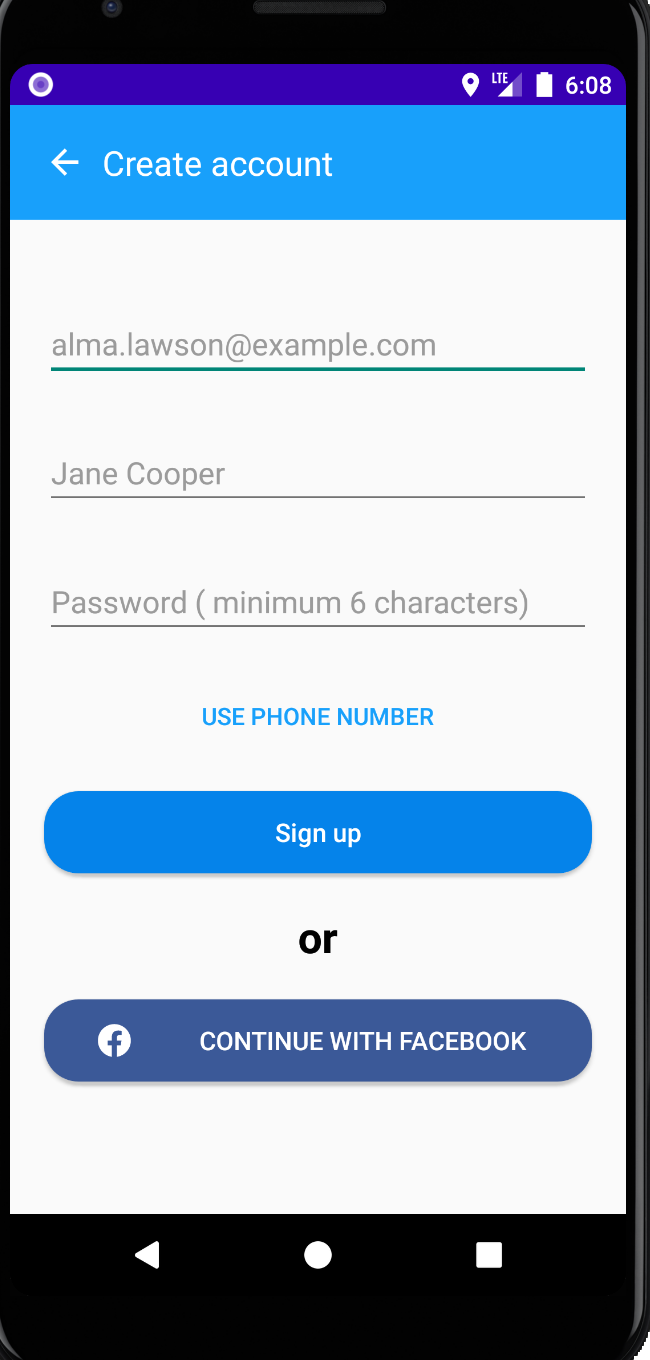 LTE 6:08
Create account
alma.lawson@example.com
Jane Cooper
Password ( minimum 6 characters)
USE PHONE NUMBER
Sign up
or
CONTINUE WITH FACEBOOK